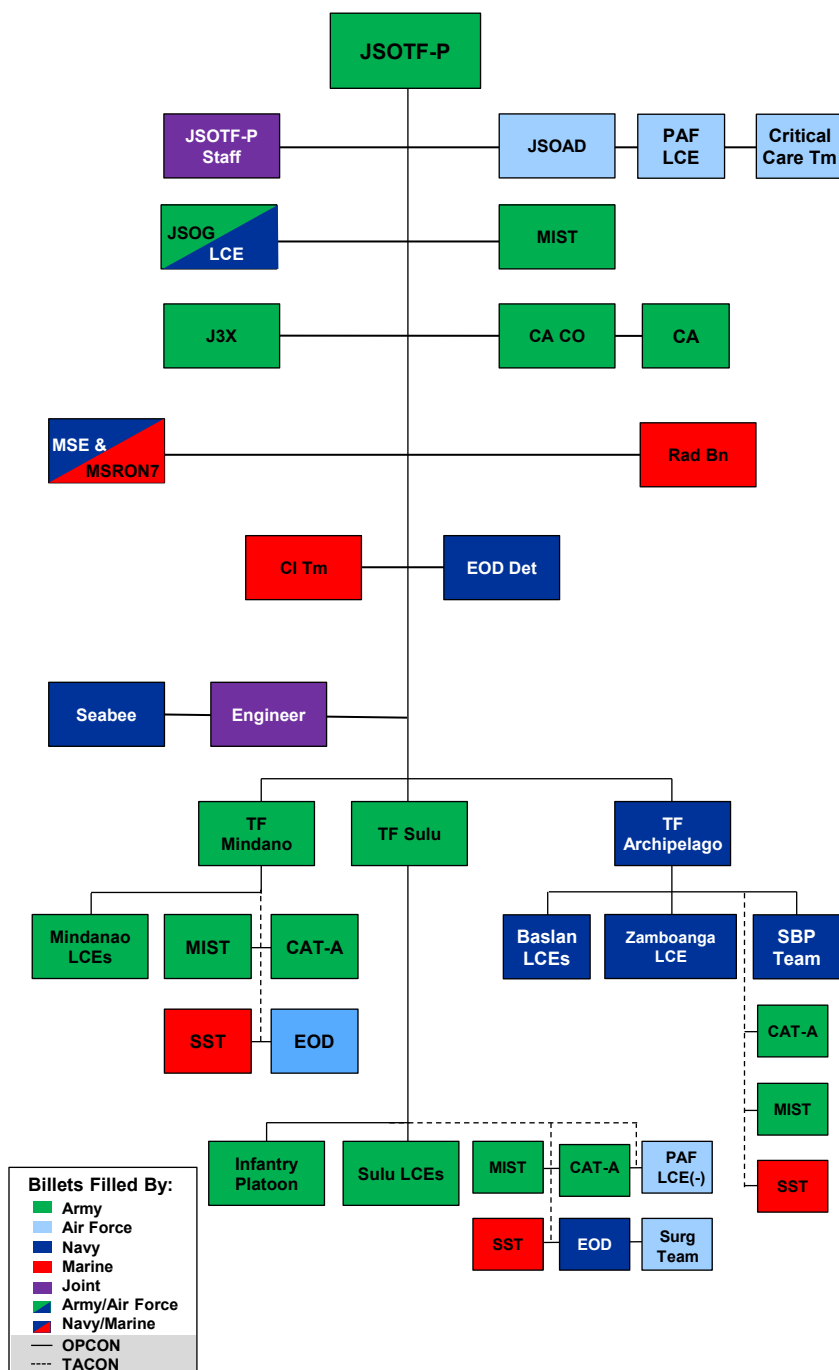 JSOTF-P
JSOTF-P
Staff
JSOAD
PAF
LCE
Critical
Care Tm
JSOG
LCE
MIST
J3X
CA CO
CA
MSE &
MSRON7
Rad Bn
CI Tm
EOD Det
Seabee
Engineer
TF
Mindano
TF Sulu
TF
Archipelago
Mindanao
LCEs
MIST
CAT-A
Baslan
LCEs
Zamboanga
LCE
SBP
Team
SST
EOD
CAT-A
MIST
SST
Infantry
Platoon
Sulu LCEs
MIST
CAT-A
PAF
LCE(-)
SST
EOD
Surg
Team
Billets Filled By:
Army
Air Force
Navy
Marine
Joint
Army/Air Force
Navy/Marine
OPCON
TACON